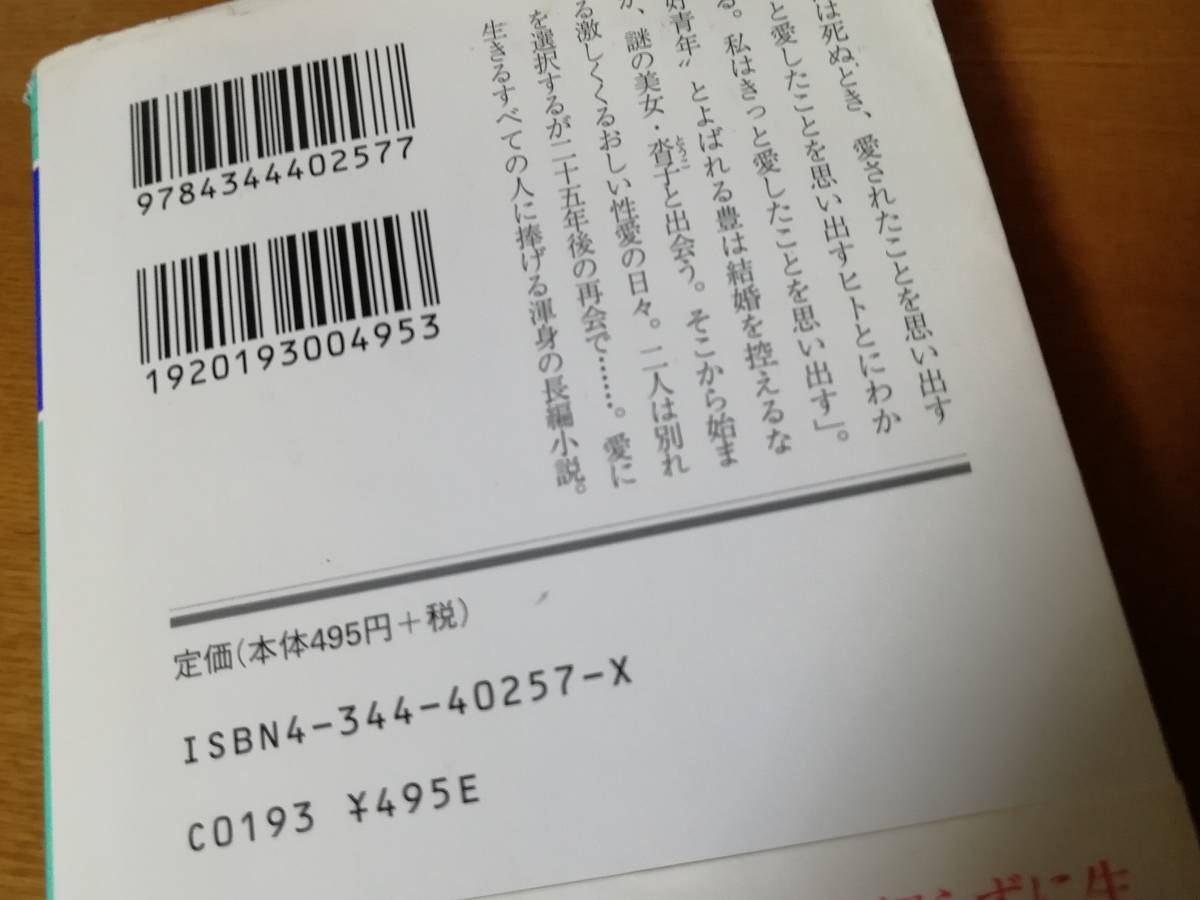 9784344402577
1920193004953
は死ぬとき、愛されたことを思い出す
と愛したことを思い出すヒトとにわか
る。私はきっと愛したことを思い出す」。
好青年〟とよばれる豊は結婚を控えるな
か、謎の美女・沓子と出会う。そこから始ま
る激しくくるおしい性愛の日々。二人は別れ
を選択するが二十五年後の再会で……。愛に
生きるすべての人に捧げる渾身の長編小説。
とうこ
定価(本体495円+税)
ISBN4-344-40257-X
C0193 ¥495E
らずに生